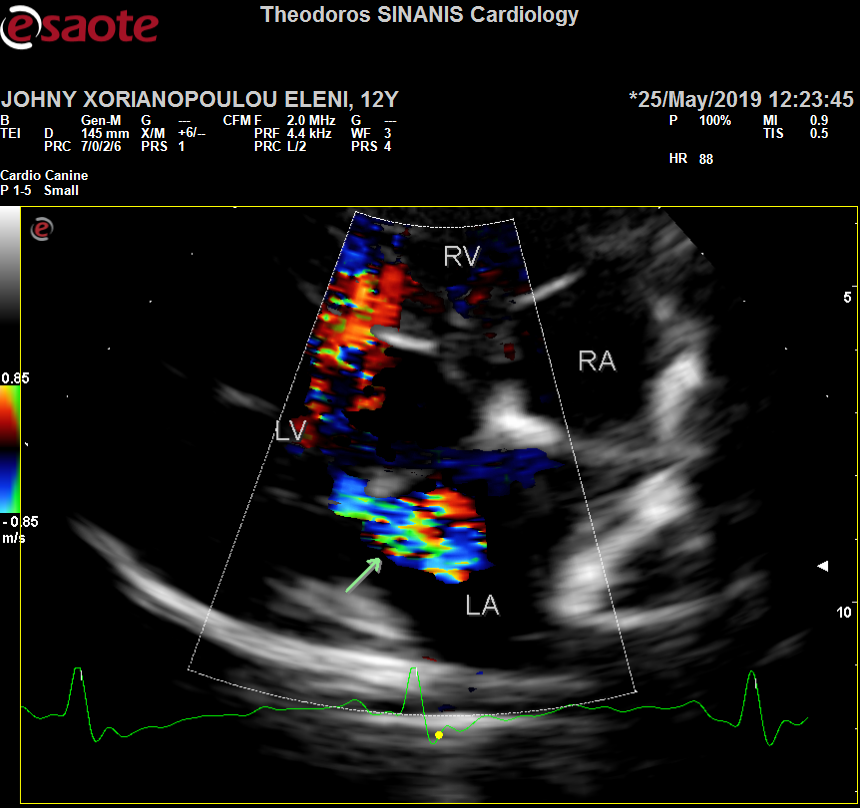 esaote
Theodoros SINANIS Cardiology
JOHNY XORIANOPOULOU ELENI, 12Y *25/May/2019 12:23:45
B Gen-M G --- CFM F 2.0 MHz G --- P 100% MI 0.9
TEI D 145 mm X/M +6/-- PRF 4.4 kHz WF 3 TIS 0.5
PRC 7/0/2/6 PRS 1 PRC L/2 PRS 4
HR 88
Cardio Canine
P 1-5 Small
e
RV
5
RA
0.85
LV
-0.85
m/s
LA
10